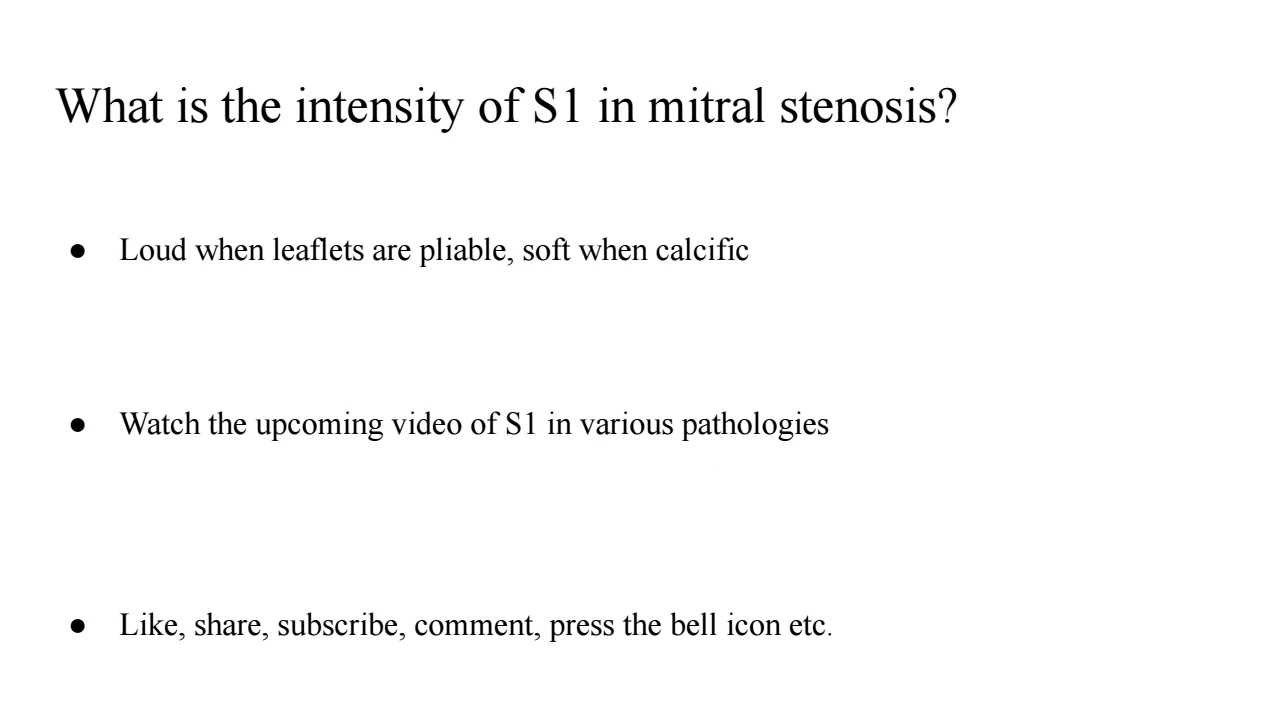 What is the intensity of S1 in mitral stenosis?
● Loud when leaflets are pliable, soft when calcific
● Watch the upcoming video of S1 in various pathologies
● Like, share, subscribe, comment, press the bell icon etc.